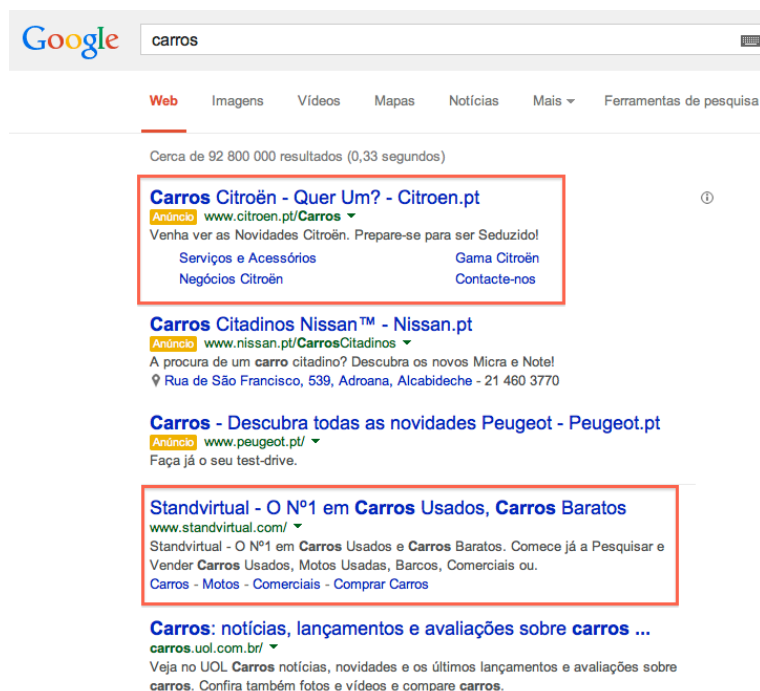 Google carros
Web Imagens Vídeos Mapas Notícias Mais Ferramentas de pesquisa
Cerca de 92 800 000 resultados (0,33 segundos)
Carros Citroën - Quer Um? - Citroen.pt
Anúncio www.citroen.pt/Carros
Venha ver as Novidades Citroën. Prepare-se para ser Seduzido!
Serviços e Acessórios Gama Citroën
Negócios Citroën Contacte-nos
Carros Citadinos Nissan™ - Nissan.pt
Anúncio www.nissan.pt/CarrosCitadinos
A procura de um carro citadino? Descubra os novos Micra e Note!
Rua de São Francisco, 539, Adroana, Alcabideche - 21 460 3770
Carros - Descubra todas as novidades Peugeot - Peugeot.pt
Anúncio www.peugeot.pt/
Faça já o seu test-drive.
Standvirtual - O Nº1 em Carros Usados, Carros Baratos
www.standvirtual.com/
Standvirtual - O Nº1 em Carros Usados e Carros Baratos. Comece já a Pesquisar e
Vender Carros Usados, Motos Usadas, Barcos, Comerciais ou.
Carros - Motos - Comerciais - Comprar Carros
Carros: notícias, lançamentos e avaliações sobre carros ...
carros.uol.com.br/
Veja no UOL Carros notícias, novidades e os últimos lançamentos e avaliações sobre
carros. Confira também fotos e vídeos e compare carros.